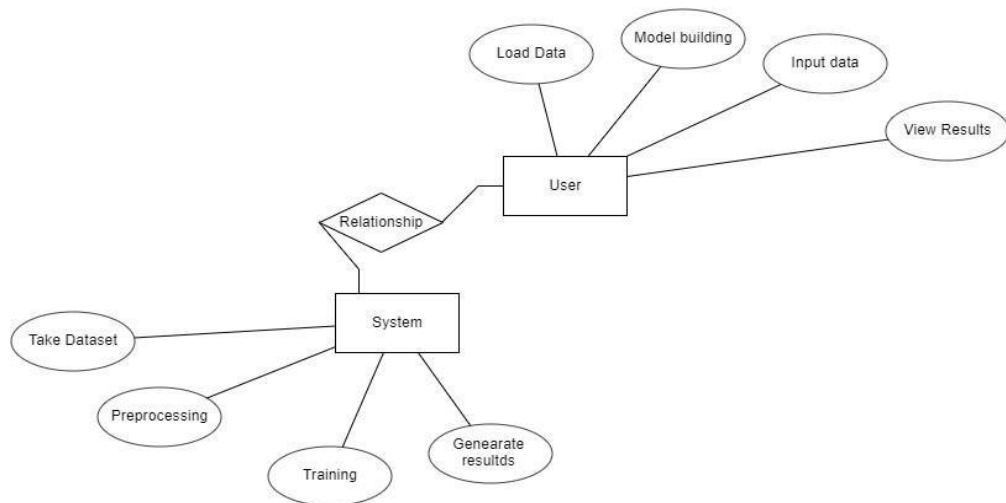 Model building
Load Data
Input data
View Results
User
Relationship
System
Take Dataset
Preprocessing
Genearate
resultds
Training